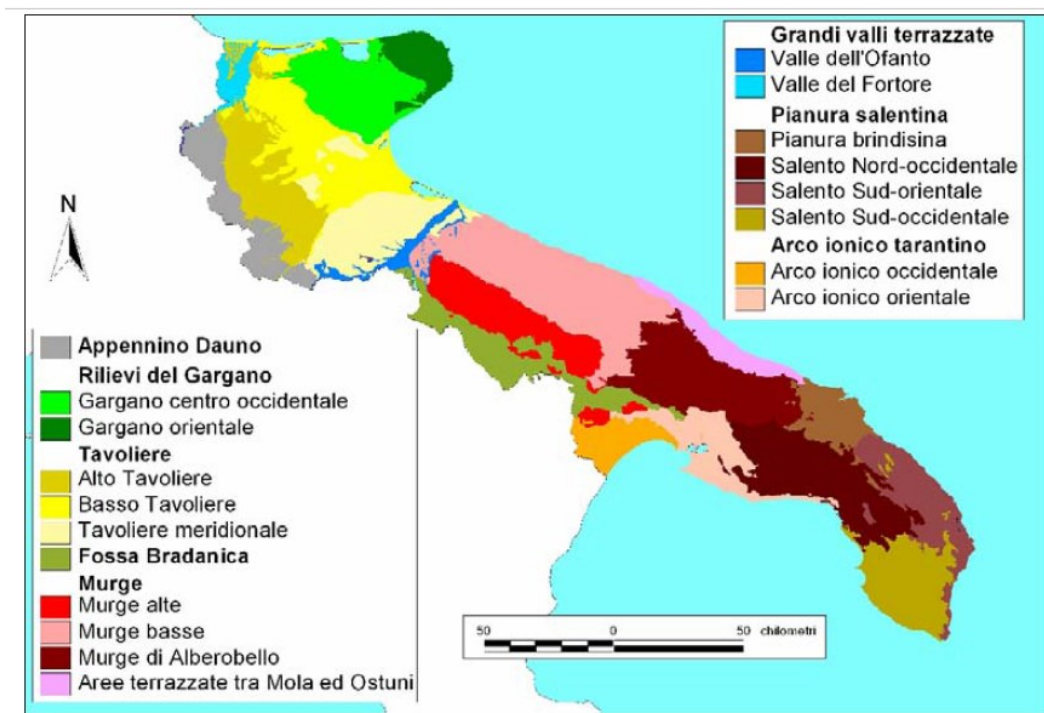 Grandi valli terrazzate
Valle dell'Ofanto
Valle del Fortore
Pianura salentina
Pianura brindisina
Salento Nord-occidentale
Salento Sud-orientale
Salento Sud-occidentale
Arco ionico tarantino
Arco ionico occidentale
Arco ionico orientale
N
Appennino Dauno
Rilievi del Gargano
Gargano centro occidentale
Gargano orientale
Tavoliere
Alto Tavoliere
Basso Tavoliere
Tavoliere meridionale
Fossa Bradanica
Murge
Murge alte
Murge basse
Murge di Alberobello
Aree terrazzate tra Mola ed Ostuni
50 0 50 chilometri